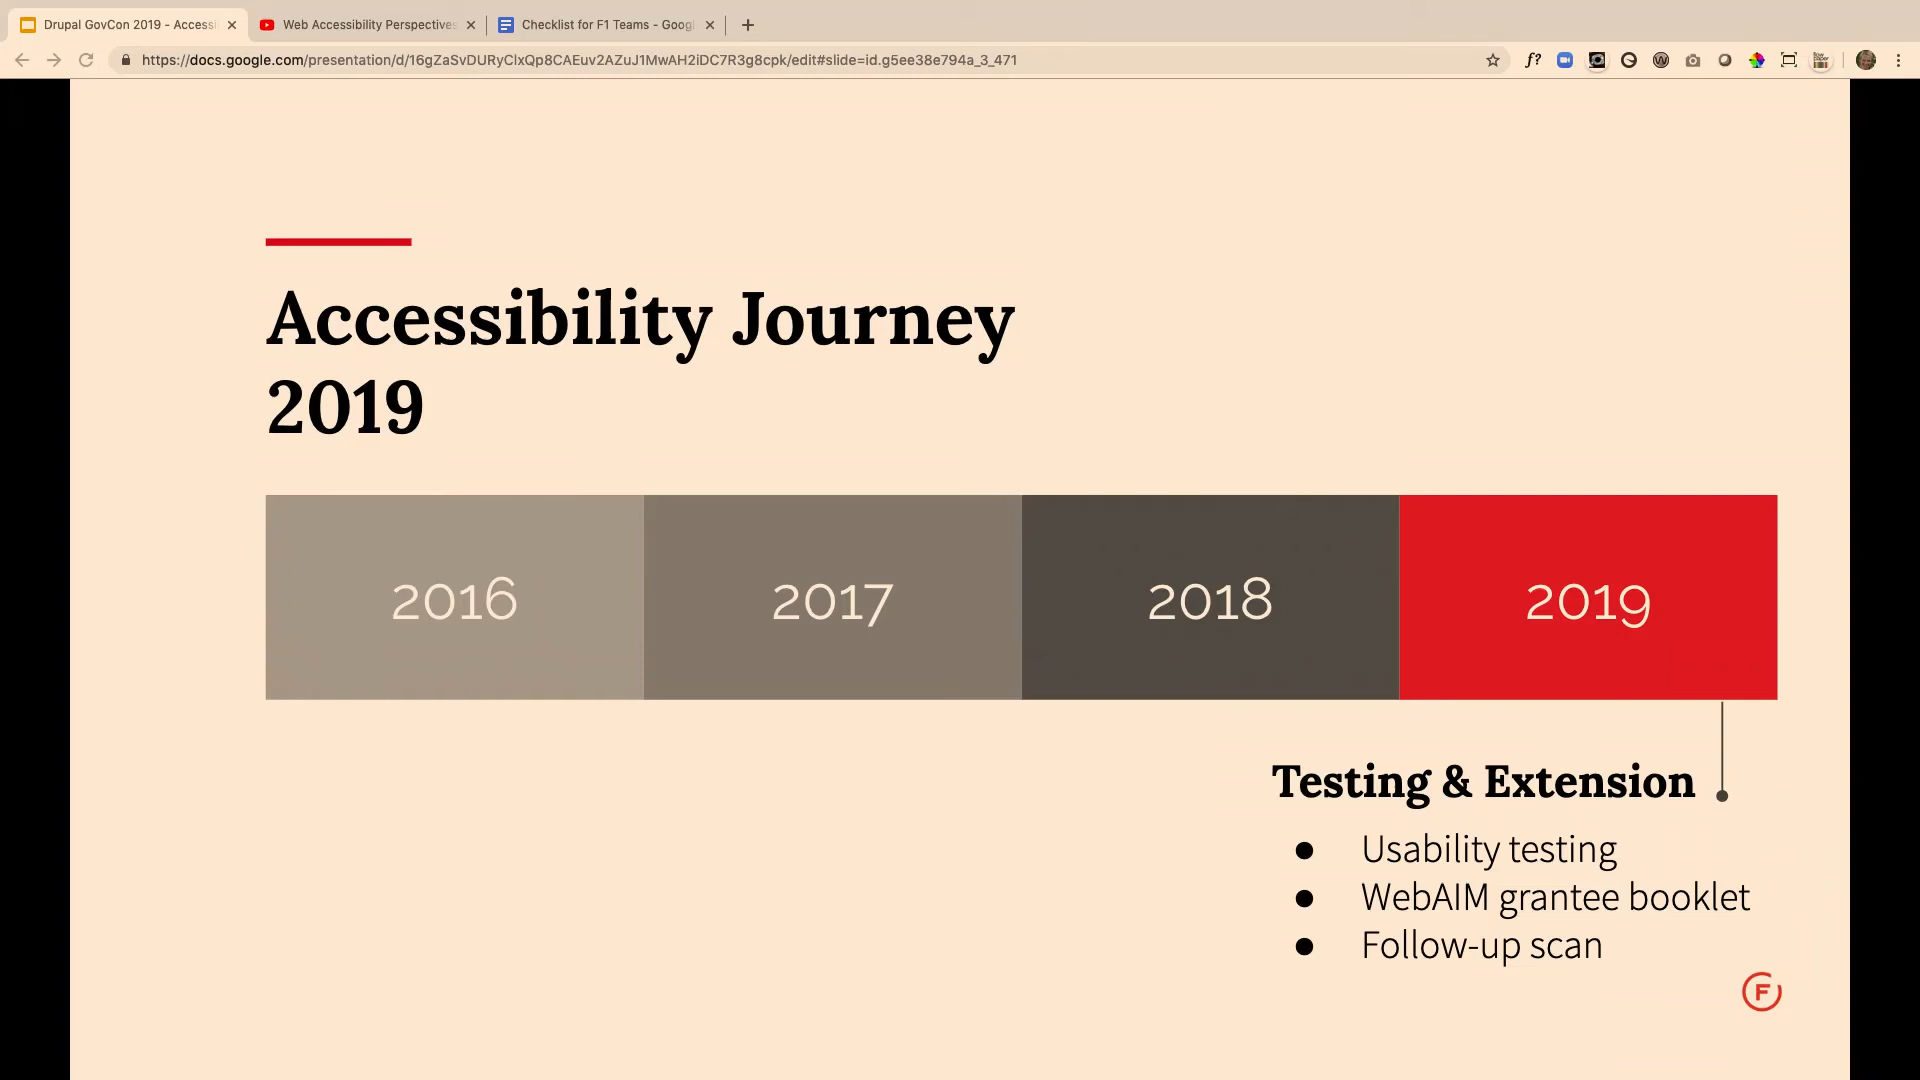 Drupal GovCon 2019 - Accessi
Web Accessibility Perspectives
Checklist for F1 Teams - Goog
https://docs.google.com/presentation/d/16gZaSvDURyClxQp8CAEuv2AZuJ1MwAH2iDC7R3g8cpk/edit#slide=id.g5ee38e794a_3_471
f?
Accessibility Journey
2019
2016 2017 2018 2019
Testing & Extension
● Usability testing
● WebAIM grantee booklet
● Follow-up scan
F